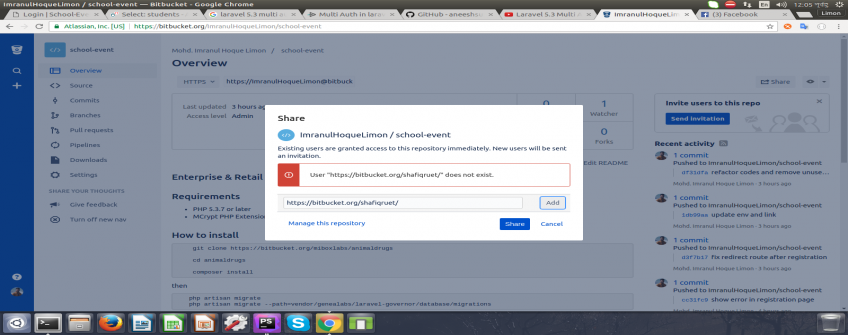 ImranulHoqueLimon / school-event — Bitbucket - Google Chrome
En
12:05
Login | EventSch
Select: students -
laravel 5.3 multi a
Multi Auth in larav
GitHub - aneeshsu
Laravel 5.3 Multi A
ImranulHoqueLim
(3) Facebook
Limon
Atlassian, Inc. [US] https://bitbucket.org/ImranulHoqueLimon/school-event
school-event
Overview
Source
Commits
Branches
Pull requests
Pipelines
Downloads
Settings
SHARE YOUR THOUGHTS
Give feedback
Turn off new nav
Mohd. Imranul Hoque Limon / school-event
Overview
HTTPS
https://ImranulHoqueLimon@bitbuck
Share
Last updated 3 hours ag
Access level Admin
0
1
Watcher
0
Forks
Edit README
Enterprise & Retail
Requirements
PHP 5.3.7 or later
MCrypt PHP Extension
How to install
git clone https://bitbucket.org/mibovlabs/animaldrugs
cd animaldrugs
composer install
then
php artisan migrate
php artisan migrate --path=vendor/genealabs/laravel-governor/database/migrations
Share
ImranulHoqueLimon / school-event
Existing users are granted access to this repository immediately. New users will be sent
an invitation.
User "https://bitbucket.org/shafiqruet/" does not exist.
https://bitbucket.org/shafiqruet/
Add
Manage this repository
Share
Cancel
Invite users to this repo
Send invitation
Recent activity
1 commit
Pushed to ImranulHoqueLimon/school-event
refactor codes and remove unuse...
Mohd. Imranul Hoque Limon · 3 hours ago
1 commit
Pushed to ImranulHoqueLimon/school-event
update env and link
Mohd. Imranul Hoque Limon · 3 hours ago
1 commit
Pushed to ImranulHoqueLimon/school-event
fix redirect route after registration
Mohd. Imranul Hoque Limon · 3 hours ago
1 commit
Pushed to ImranulHoqueLimon/school-event
show error in registration page
Mohd. Imranul Hoque Limon · 3 hours ago
PS